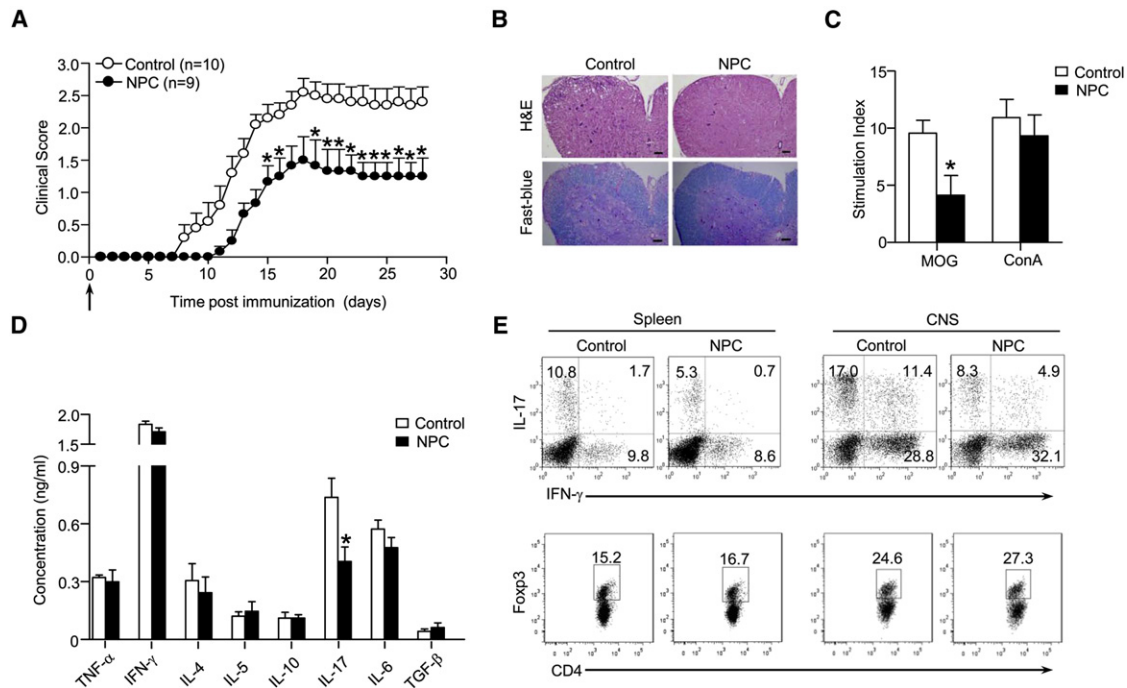 A
Control (n=10)
NPC (n=9)
3.0
2.5
2.0
1.5
1.0
0.5
0.0
Clinical Score
* * * ** * *** * * *
0 5 10 15 20 25 30
Time post immunization (days)
B
Control NPC
H&E
Fast-blue
C
Control
NPC
15
10
5
0
Stimulation Index
*
MOG ConA
D
Control
NPC
2.0
1.5
0.9
0.6
0.3
0
Concentration (ng/ml)
*
TNF-α IFN-γ IL-4 IL-5 IL-10 IL-17 IL-6 TGF-β
E
Spleen CNS
Control NPC Control NPC
10.8 1.7 5.3 0.7 17.0 11.4 8.3 4.9
9.8 8.6 28.8 32.1
IL-17
IFN-γ
15.2 16.7 24.6 27.3
Foxp3
CD4